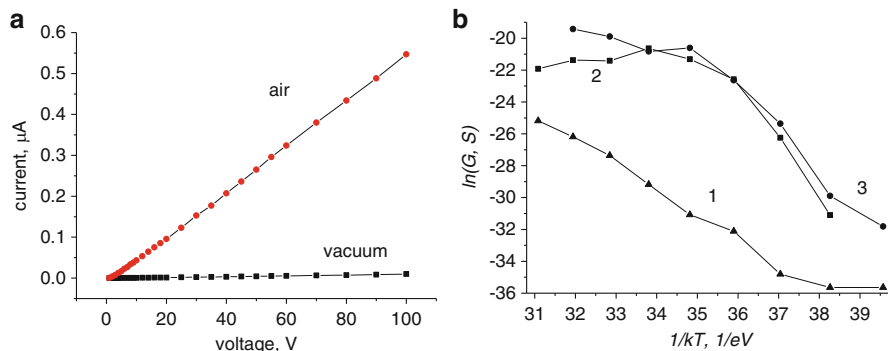 a
current, μA
0.6
0.5
0.4
0.3
0.2
0.1
0.0
air
vacuum
0 20 40 60 80 100
voltage, V
b
ln(G, S)
-20
-22
-24
-26
-28
-30
-32
-34
-36
2
1
3
31 32 33 34 35 36 37 38 39
1/kT, 1/eV